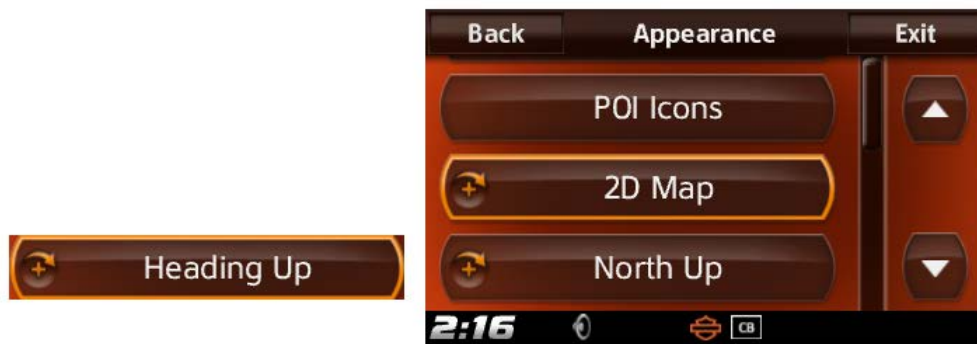 Heading Up
Back Appearance Exit
POI Icons
2D Map
North Up
2:16 CB